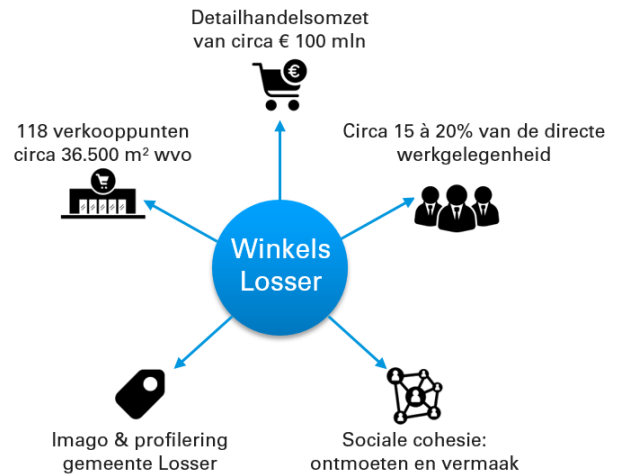 Detailhandelsomzet
van circa € 100 mln
118 verkooppunten
circa 36.500 m² wvo
Circa 15 à 20% van de directe
werkgelegenheid
€
Winkels
Losser
Imago & profilering
gemeente Losser
Sociale cohesie:
ontmoeten en vermaak